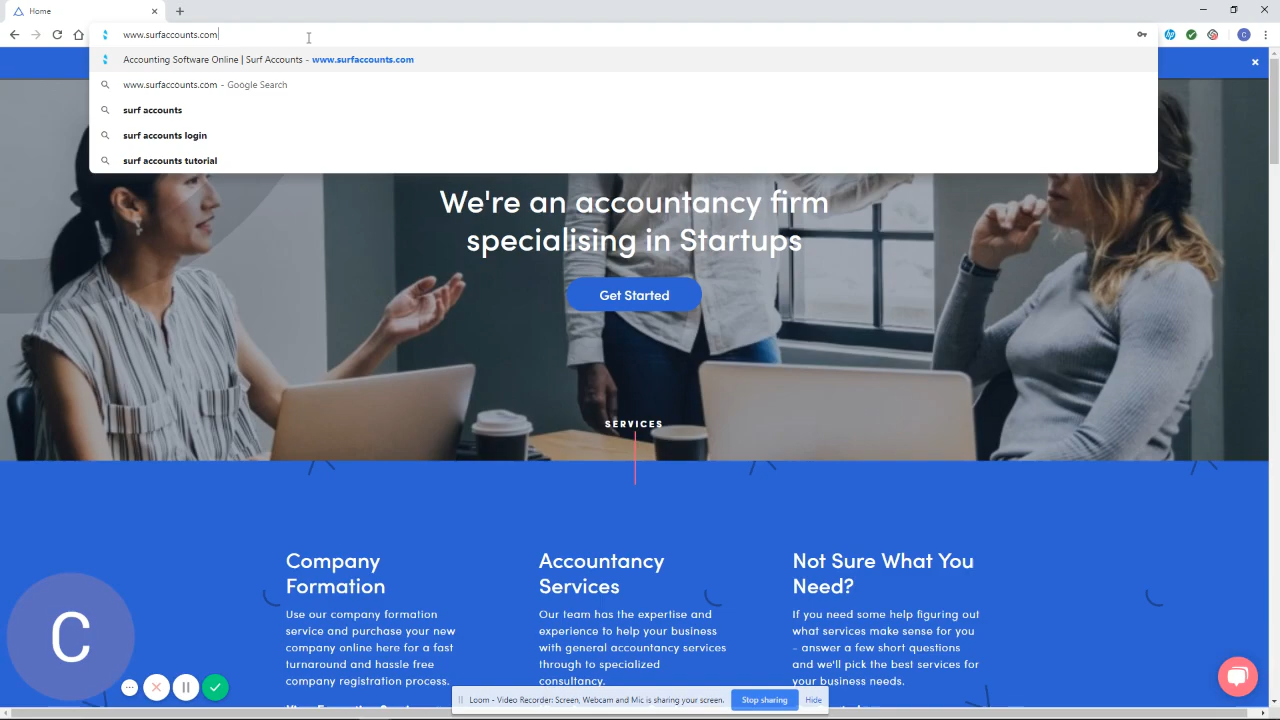 Home
www.surfaccounts.com
Accounting Software Online | Surf Accounts - www.surfaccounts.com
www.surfaccounts.com - Google Search
surf accounts
surf accounts login
surf accounts tutorial
C
We're an accountancy firm
specialising in Startups
Get Started
SERVICES
Company
Formation
Use our company formation
service and purchase your new
company online here for a fast
turnaround and hassle free
company registration process.
Accountancy
Services
Our team has the expertise and
experience to help your business
with general accountancy services
through to specialized
consultancy.
Not Sure What You
Need?
If you need some help figuring out
what services make sense for you
- answer a few short questions
and we'll pick the best services for
your business needs.
C
Loom - Video Recorder: Screen, Webcam and Mic is sharing your screen.
Stop sharing
Hide